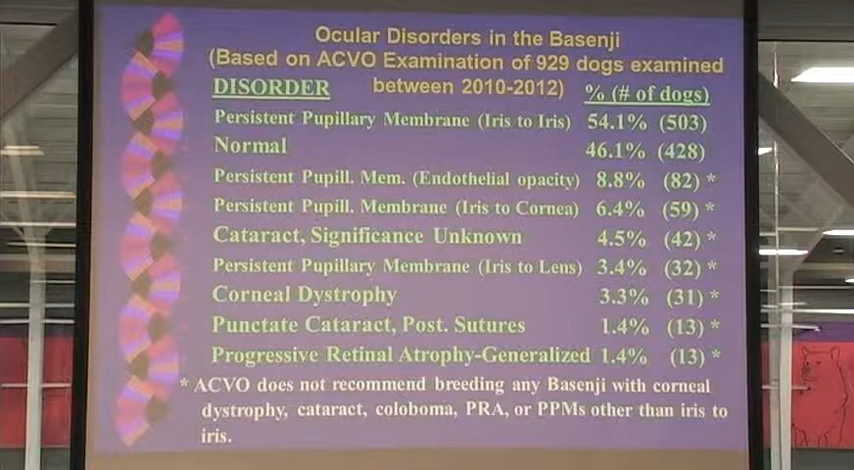 Ocular Disorders in the Basenji
(Based on ACVO Examination of 929 dogs examined
between 2010-2012)
DISORDER % (# of dogs)
Persistent Pupillary Membrane (Iris to Iris) 54.1% (503)
Normal 46.1% (428)
Persistent Pupill. Mem. (Endothelial opacity) 8.8% (82) *
Persistent Pupill. Membrane (Iris to Cornea) 6.4% (59) *
Cataract, Significance Unknown 4.5% (42) *
Persistent Pupillary Membrane (Iris to Lens) 3.4% (32) *
Corneal Dystrophy 3.3% (31) *
Punctate Cataract, Post. Sutures 1.4% (13) *
Progressive Retinal Atrophy-Generalized 1.4% (13) *
* ACVO does not recommend breeding any Basenji with corneal
dystrophy, cataract, coloboma, PRA, or PPMs other than iris to
iris.